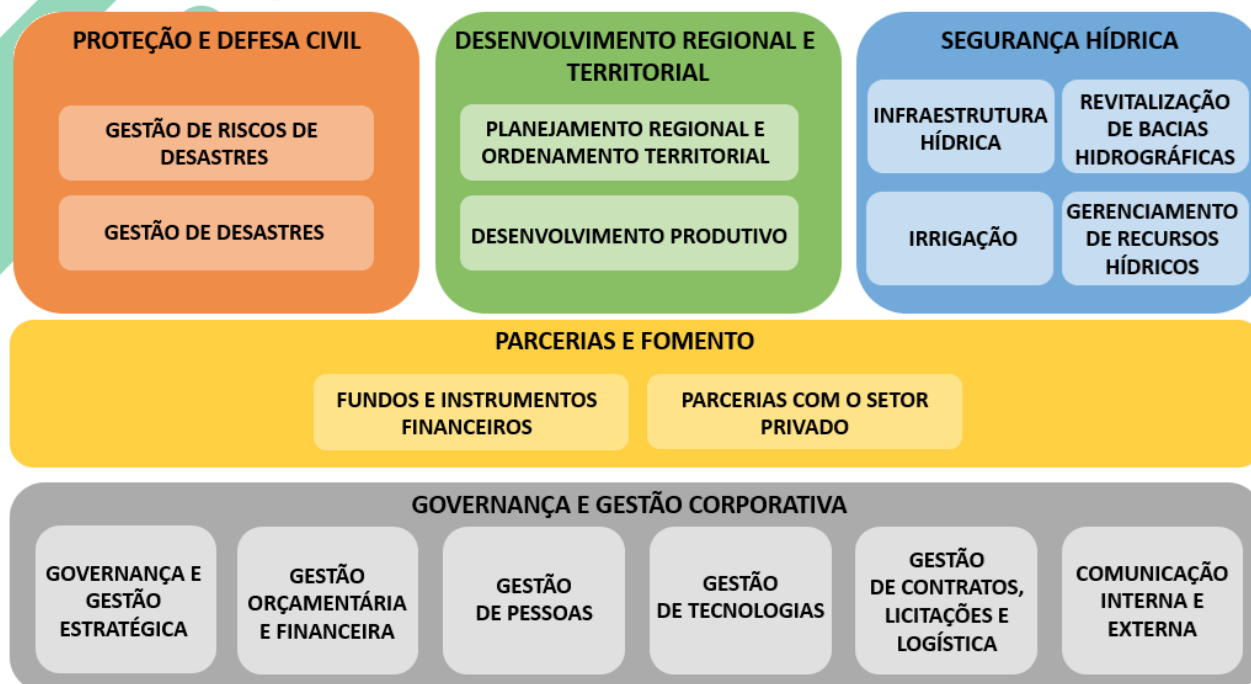 PROTEÇÃO E DEFESA CIVIL
GESTÃO DE RISCOS DE
DESASTRES
GESTÃO DE DESASTRES
DESENVOLVIMENTO REGIONAL E
TERRITORIAL
PLANEJAMENTO REGIONAL E
ORDENAMENTO TERRITORIAL
DESENVOLVIMENTO PRODUTIVO
SEGURANÇA HÍDRICA
INFRAESTRUTURA
HÍDRICA
REVITALIZAÇÃO
DE BACIAS
HIDROGRÁFICAS
IRRIGAÇÃO
GERENCIAMENTO
DE RECURSOS
HÍDRICOS
PARCERIAS E FOMENTO
FUNDOS E INSTRUMENTOS
FINANCEIROS
PARCERIAS COM O SETOR
PRIVADO
GOVERNANÇA E GESTÃO CORPORATIVA
GOVERNANÇA E
GESTÃO
ESTRATÉGICA
GESTÃO
ORÇAMENTÁRIA
E FINANCEIRA
GESTÃO
DE PESSOAS
GESTÃO
DE TECNOLOGIAS
GESTÃO
DE CONTRATOS,
LICITAÇÕES E
LOGÍSTICA
COMUNICAÇÃO
INTERNA E
EXTERNA